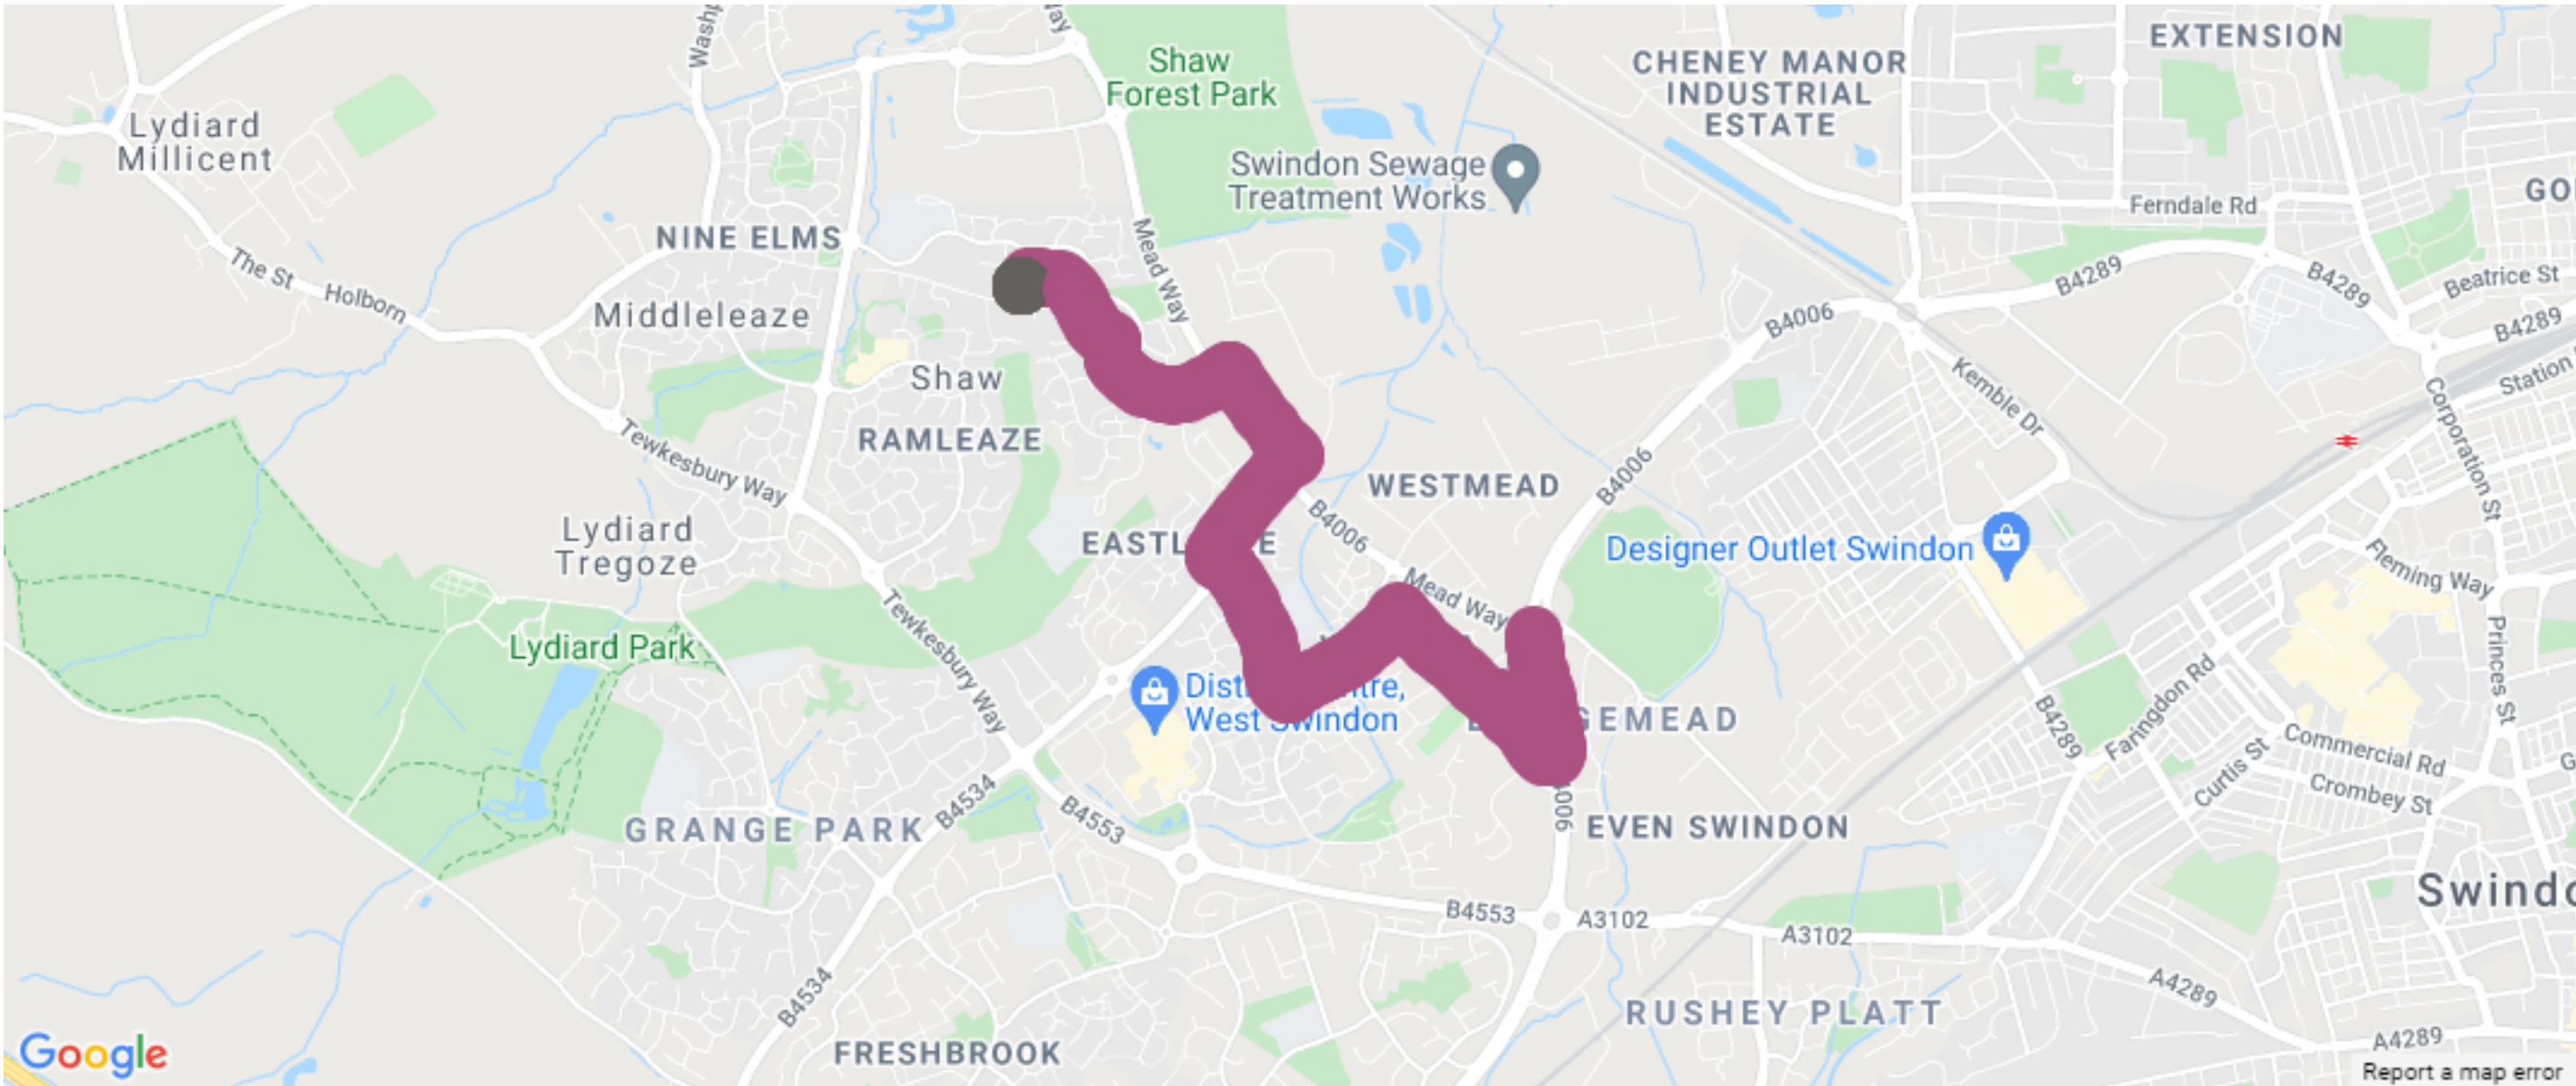 EXTENSION
Shaw
Forest Park
CHENEY MANOR
INDUSTRIAL
ESTATE
Lydiard
Millicent
Swindon Sewage
Treatment Works
Ferndale Rd
NINE ELMS
Mead Way
The St
Holborn
B4289
B4289
Beatrice St
B4289
Middleleaze
B4006
Station
Shaw
Kemble Dr
Corporation St
RAMLEAZE
Tewkesbury Way
WESTMEAD
B4006
B4006
Lydiard
Tregoze
Designer Outlet Swindon
Fleming Way
Mead Way
Lydiard Park
Tewkesbury Way
Princes St
West Swindon
B4289
Faringdon Rd
Commercial Rd
Curtis St
Crombey St
GRANGE PARK
B4534
B4553
EVEN SWINDON
B4553
A3102
A3102
B4534
A4289
RUSHEY PLATT
FRESHBROOK
A4289
Google
Report a map error